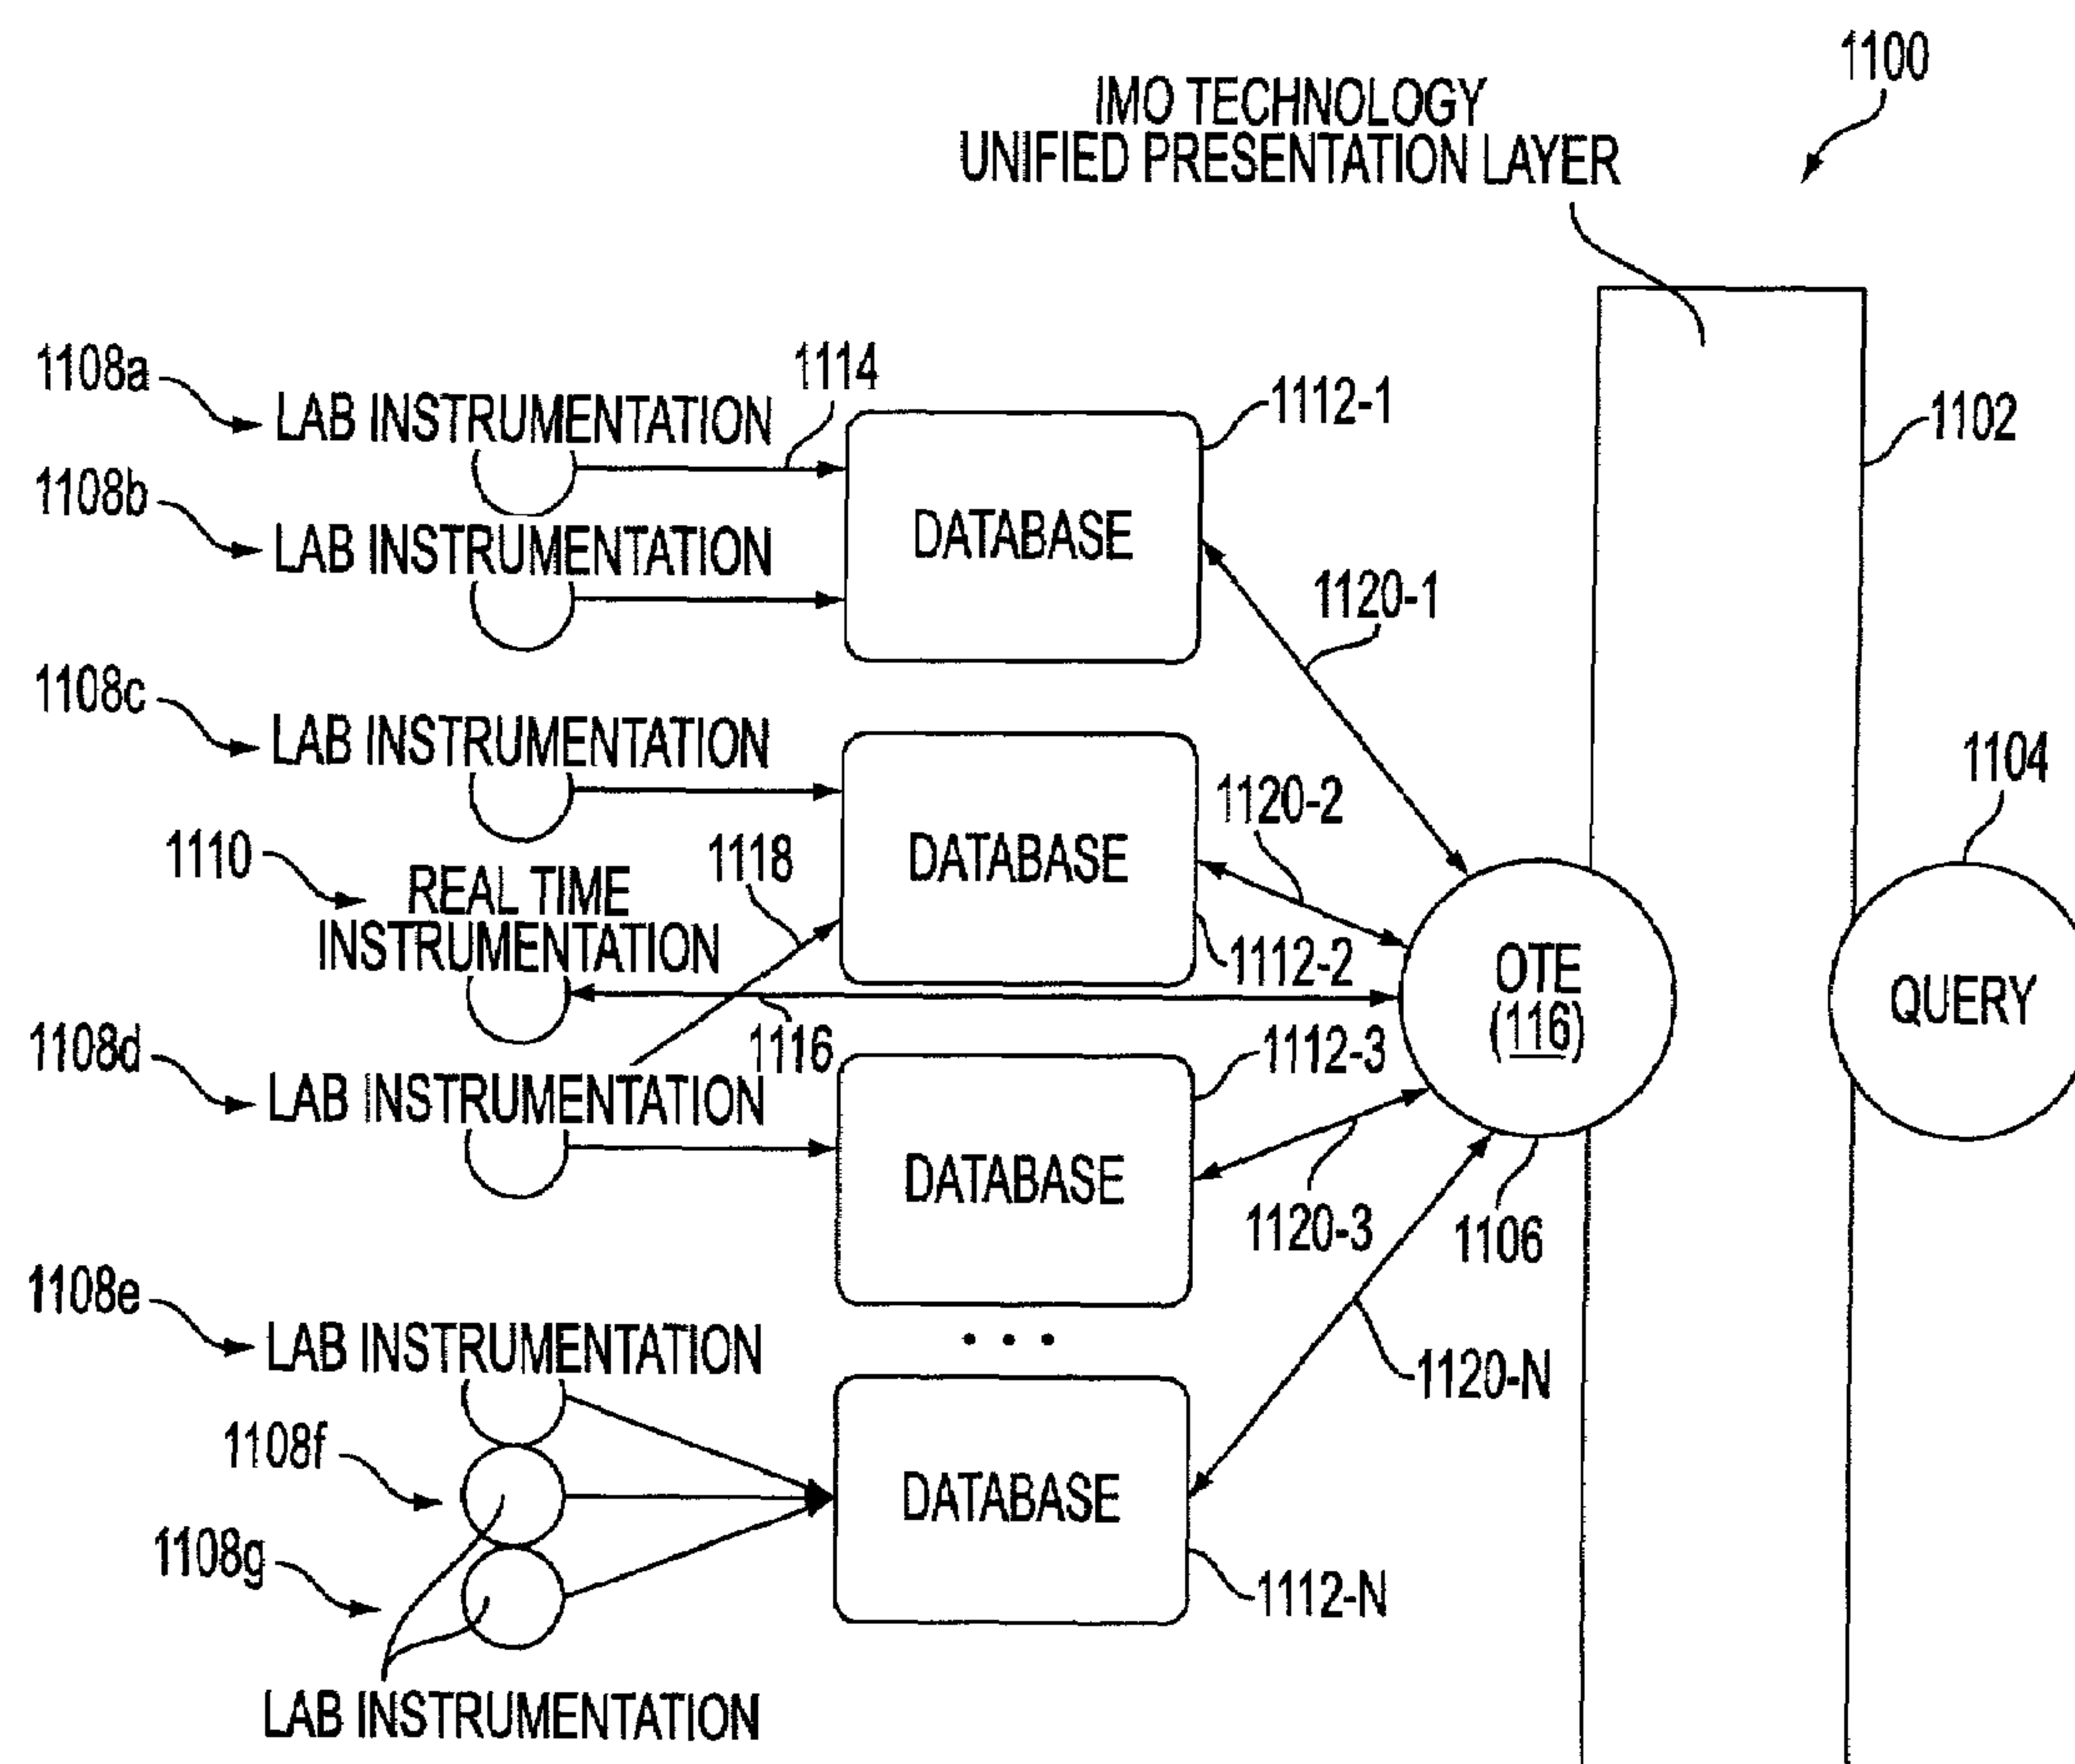 1100
IMO TECHNOLOGY
UNIFIED PRESENTATION LAYER
1108a
LAB INSTRUMENTATION
1114
1112-1
1102
1108b
LAB INSTRUMENTATION
DATABASE
1120-1
1108c
LAB INSTRUMENTATION
1104
1120-2
1110
REAL TIME
INSTRUMENTATION
1118
DATABASE
1112-2
OTE
(116)
QUERY
1108d
LAB INSTRUMENTATION
1116
1112-3
DATABASE
1120-3
1106
1108e
LAB INSTRUMENTATION
• • •
1120-N
1108f
DATABASE
1108g
1112-N
LAB INSTRUMENTATION